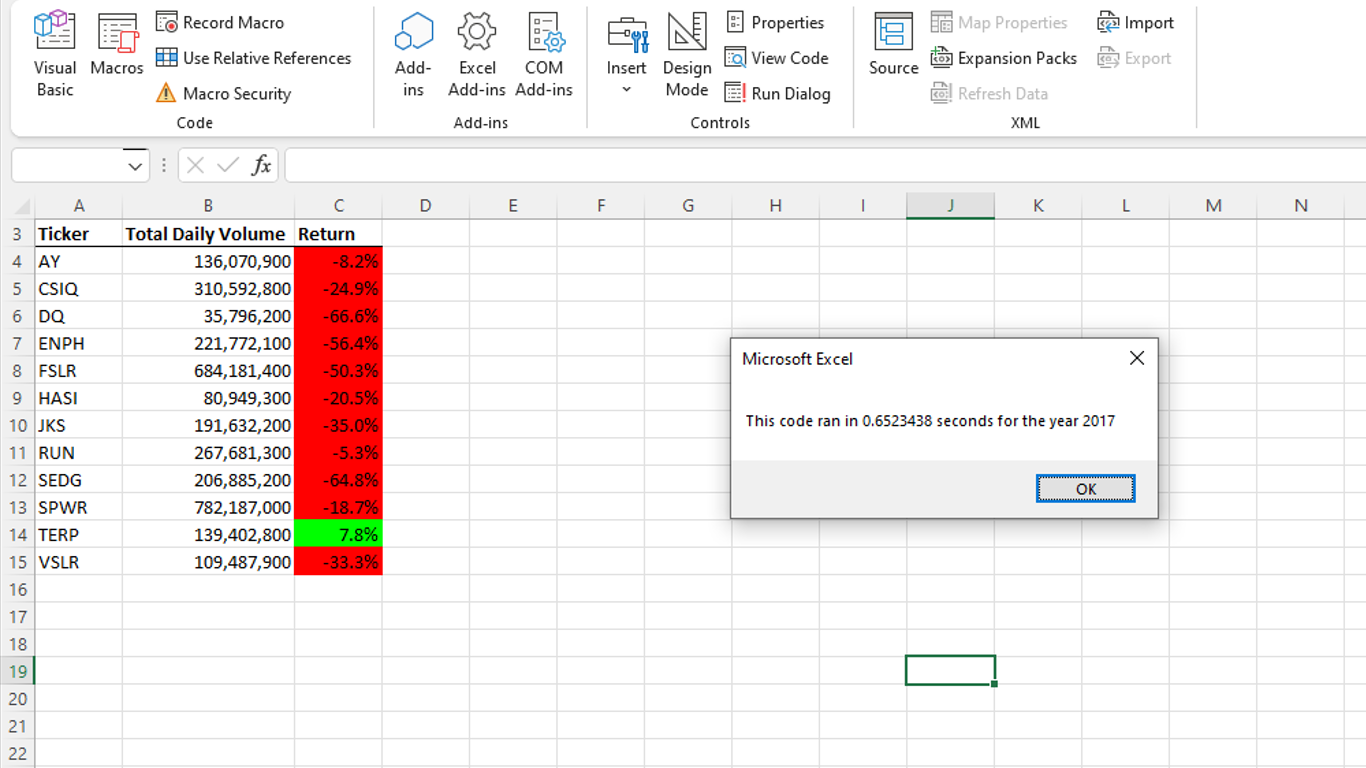 Visual Basic
Macros
Record Macro
Use Relative References
Macro Security
Code
Add-ins
Excel Add-ins
COM Add-ins
Add-ins
Insert
Design Mode
Properties
View Code
Run Dialog
Controls
Source
Map Properties
Expansion Packs
Refresh Data
Import
Export
XML
fx
A B C D E F G H I J K L M N
3 Ticker Total Daily Volume Return
4 AY 136,070,900 -8.2%
5 CSIQ 310,592,800 -24.9%
6 DQ 35,796,200 -66.6%
7 ENPH 221,772,100 -56.4%
8 FSLR 684,181,400 -50.3%
9 HASI 80,949,300 -20.5%
10 JKS 191,632,200 -35.0%
11 RUN 267,681,300 -5.3%
12 SEDG 206,885,200 -64.8%
13 SPWR 782,187,000 -18.7%
14 TERP 139,402,800 7.8%
15 VSLR 109,487,900 -33.3%
16
17
18
19
20
21
22
Microsoft Excel
This code ran in 0.6523438 seconds for the year 2017
OK